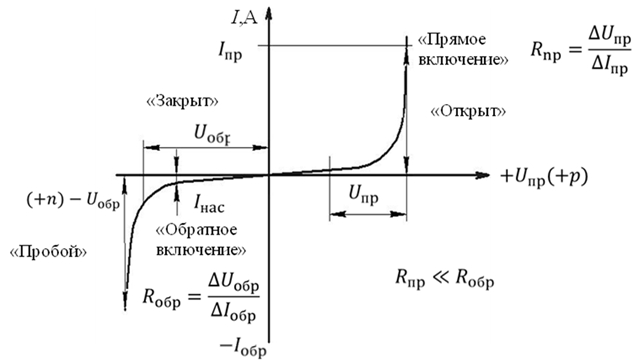 I,А
Iпр
«Прямое
включение»
Rпр = ΔUпр/ΔIпр
«Закрыт»
«Открыт»
Uобр
+Uпр(+p)
(+n) − Uобр
Iнас
Uпр
«Обратное
включение»
«Пробой»
Rобр = ΔUобр/ΔIобр
Rпр ≪ Rобр
−Iобр